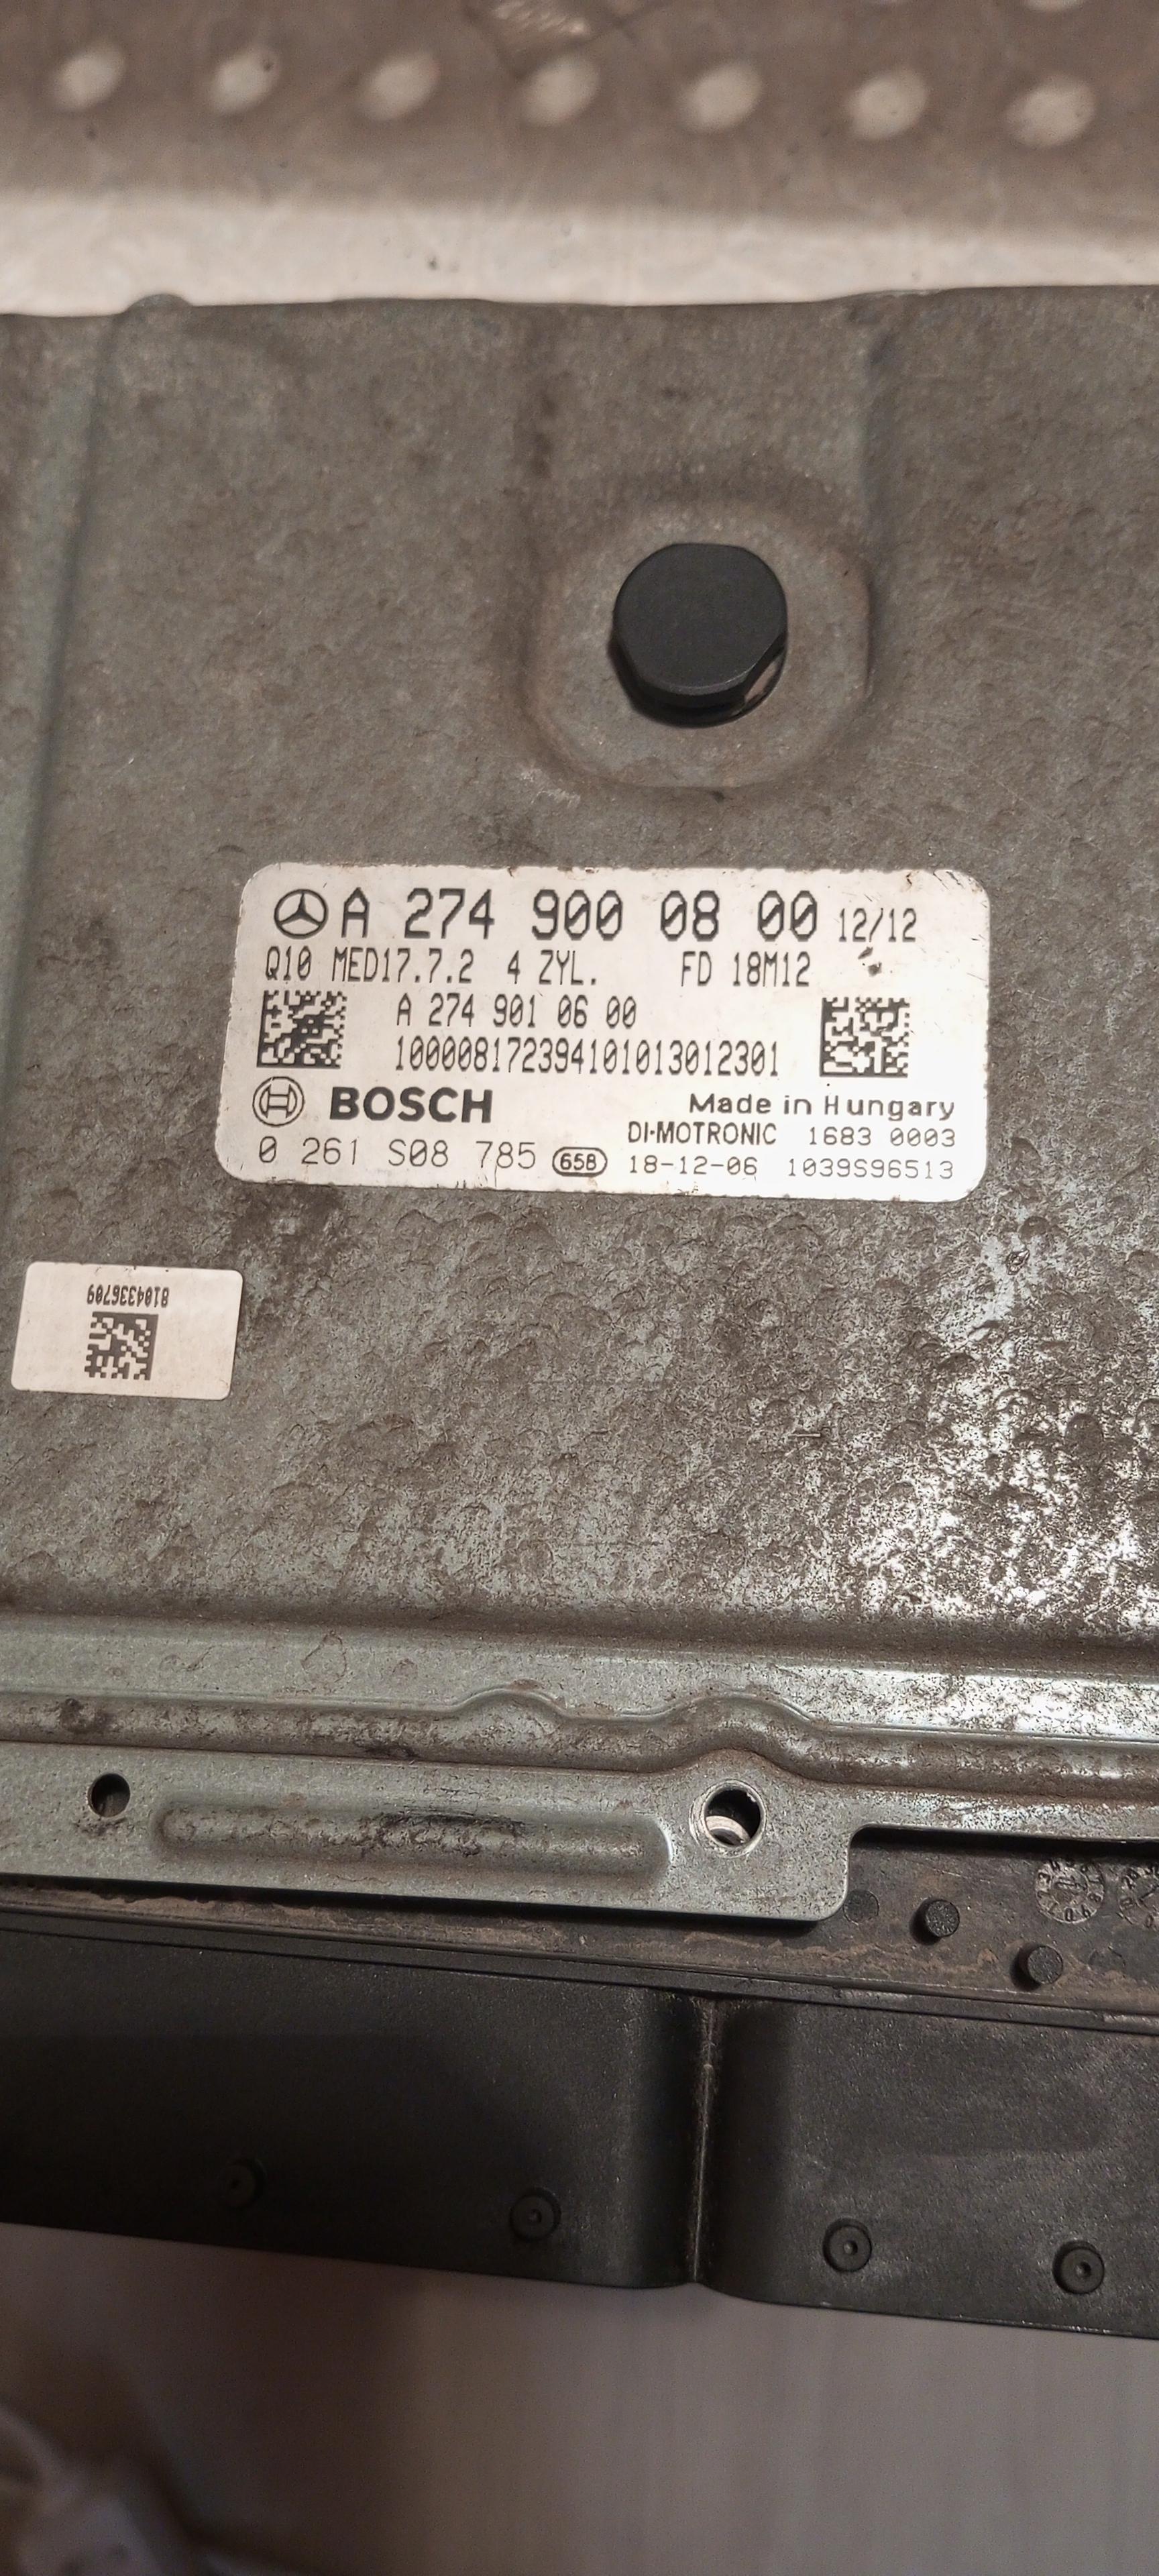 A 274 900 08 00 12/12
Q10 MED17.7.2 4 ZYL. FD 18M12
A 274 901 06 00
100008172394101013012301
BOSCH
Made in Hungary
DI-MOTRONIC 1683 0003
0 261 S08 785 65B 18-12-06 1039S96513
8104336709